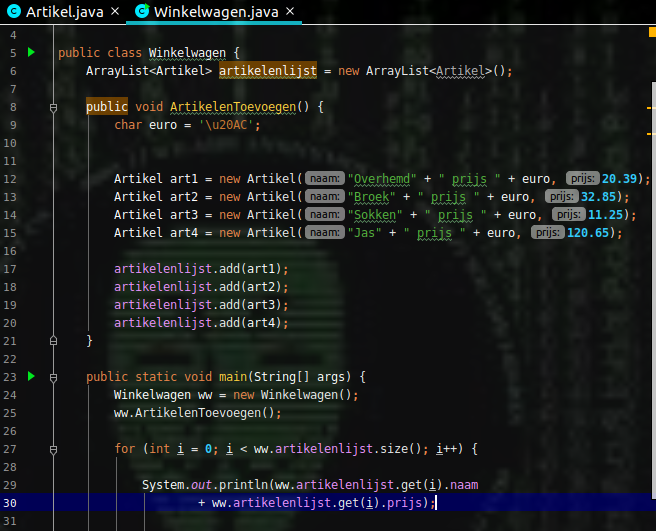 Artikel.java × Winkelwagen.java ×
4
5 public class Winkelwagen {
6 ArrayList<Artikel> artikelenlijst = new ArrayList<Artikel>();
7
8 public void ArtikelenToevoegen() {
9 char euro = '\u20AC';
10
11
12 Artikel art1 = new Artikel( naam: "Overhemd" + " prijs " + euro, prijs: 20.39);
13 Artikel art2 = new Artikel( naam: "Broek" + " prijs " + euro, prijs: 32.85);
14 Artikel art3 = new Artikel( naam: "Sokken" + " prijs " + euro, prijs: 11.25);
15 Artikel art4 = new Artikel( naam: "Jas" + " prijs " + euro, prijs: 120.65);
16
17 artikelenlijst.add(art1);
18 artikelenlijst.add(art2);
19 artikelenlijst.add(art3);
20 artikelenlijst.add(art4);
21 }
22
23 public static void main(String[] args) {
24 Winkelwagen ww = new Winkelwagen();
25 ww.ArtikelenToevoegen();
26
27 for (int i = 0; i < ww.artikelenlijst.size(); i++) {
28
29 System.out.println(ww.artikelenlijst.get(i).naam
30 + ww.artikelenlijst.get(i).prijs);
31